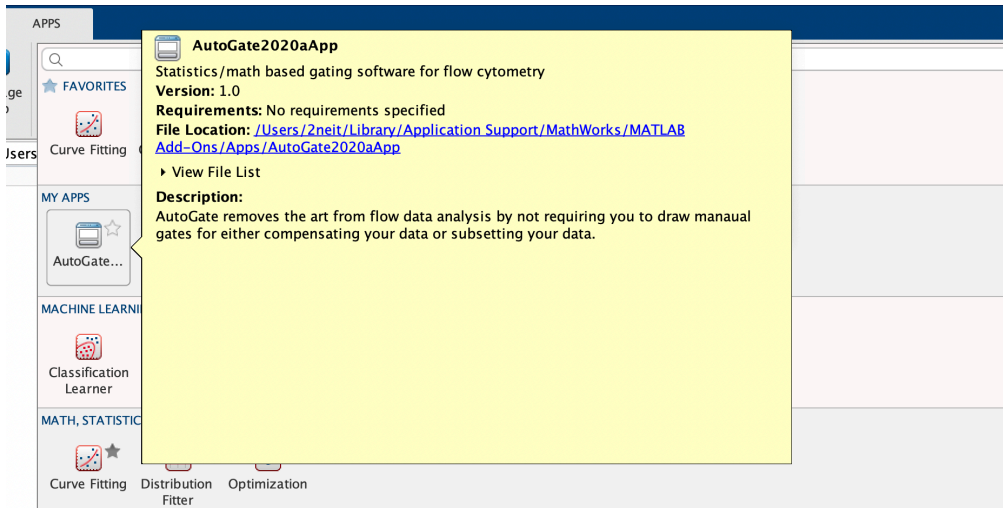 APPS
AutoGate2020aApp
Statistics/math based gating software for flow cytometry
Version: 1.0
Requirements: No requirements specified
File Location: /Users/2neit/Library/Application Support/MathWorks/MATLAB
Add-Ons/Apps/AutoGate2020aApp
View File List
Description:
AutoGate removes the art from flow data analysis by not requiring you to draw manaual
gates for either compensating your data or subsetting your data.
FAVORITES
Curve Fitting
MY APPS
AutoGate...
MACHINE LEARNI
Classification
Learner
MATH, STATISTIC
Curve Fitting
Distribution
Fitter
Optimization